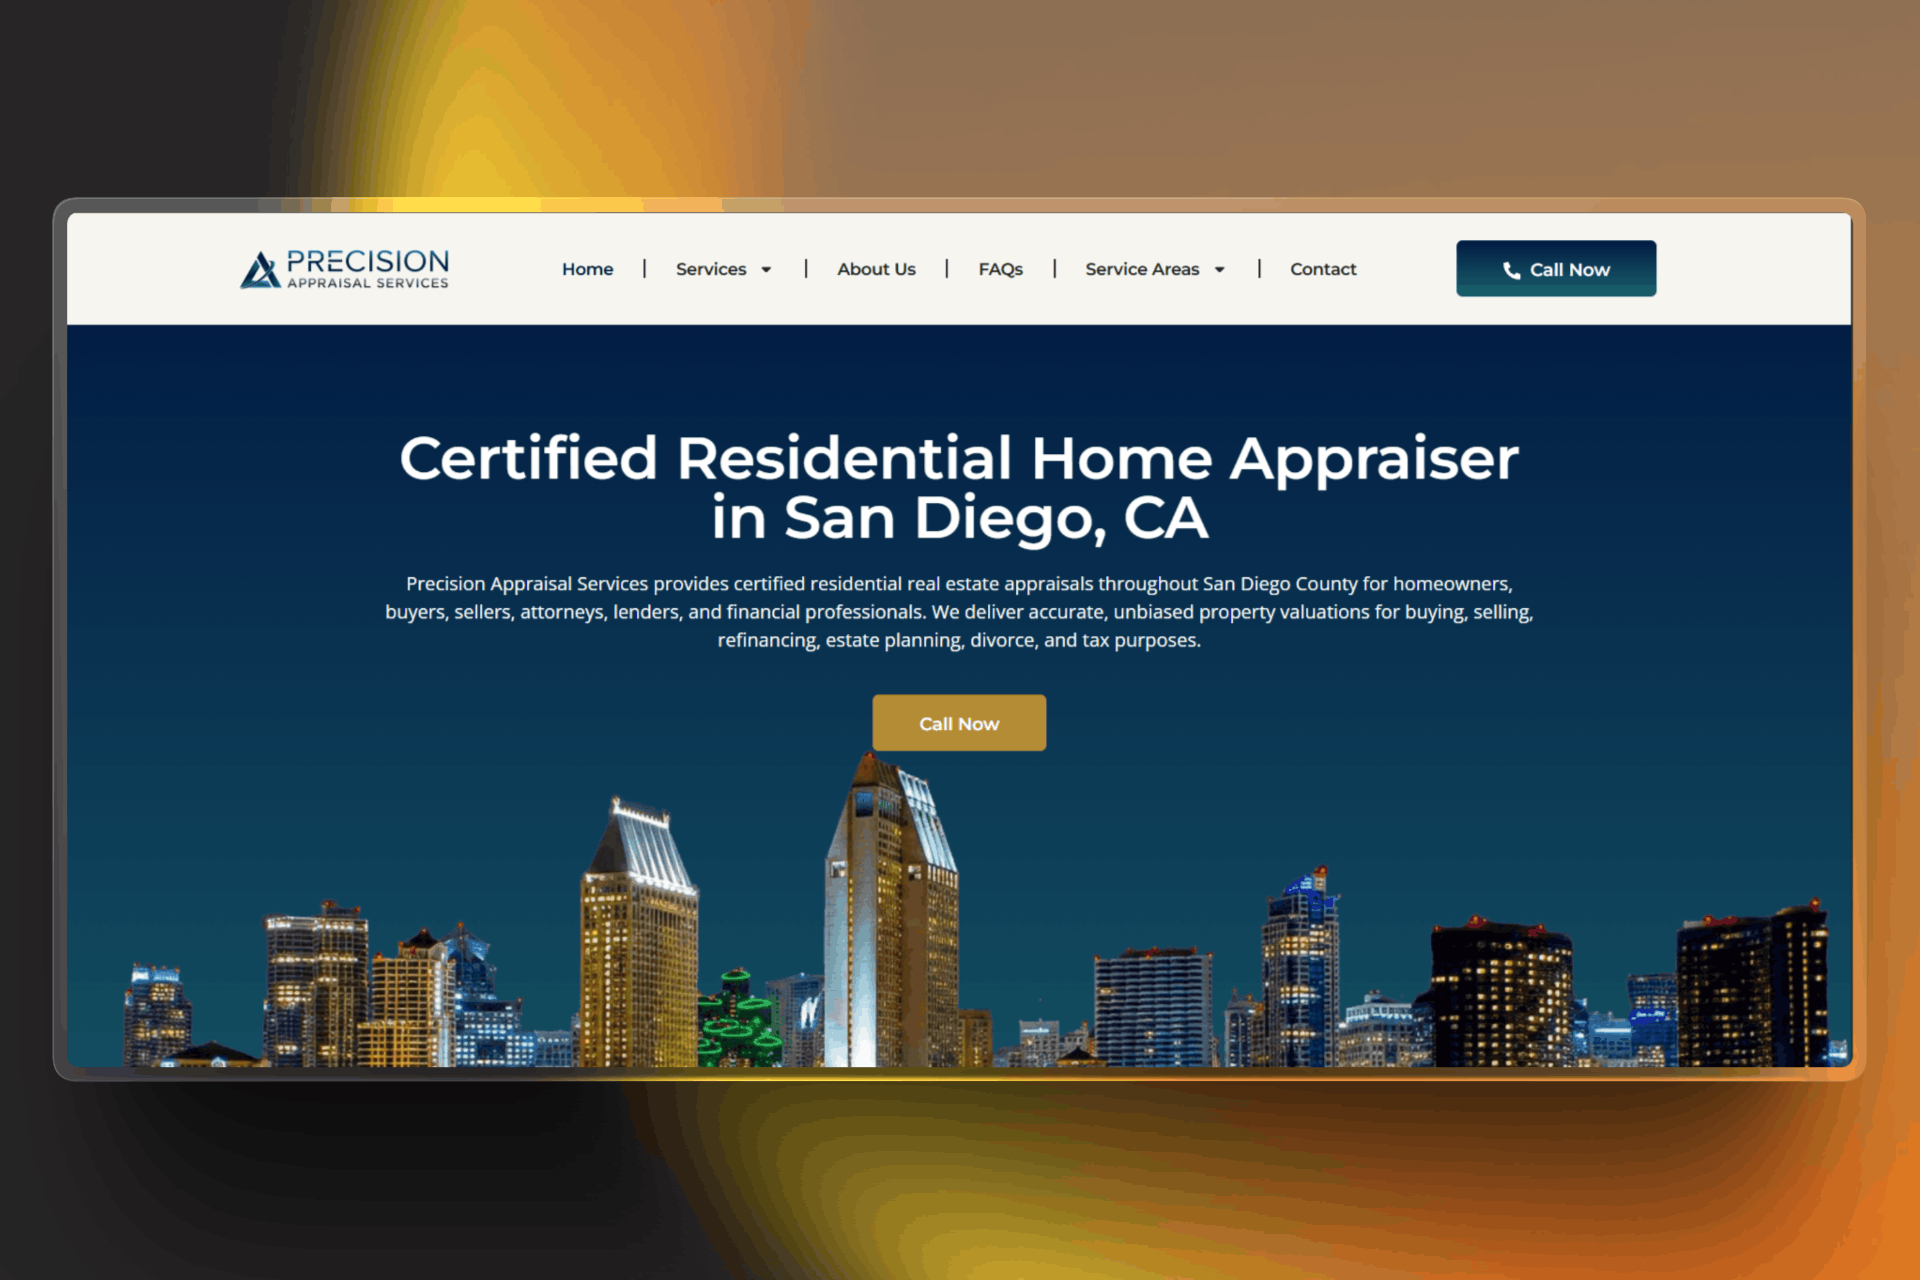 PRECISION
APPRAISAL SERVICES
Home | Services | About Us | FAQs | Service Areas | Contact
Call Now
Certified Residential Home Appraiser
in San Diego, CA
Precision Appraisal Services provides certified residential real estate appraisals throughout San Diego County for homeowners,
buyers, sellers, attorneys, lenders, and financial professionals. We deliver accurate, unbiased property valuations for buying, selling,
refinancing, estate planning, divorce, and tax purposes.
Call Now